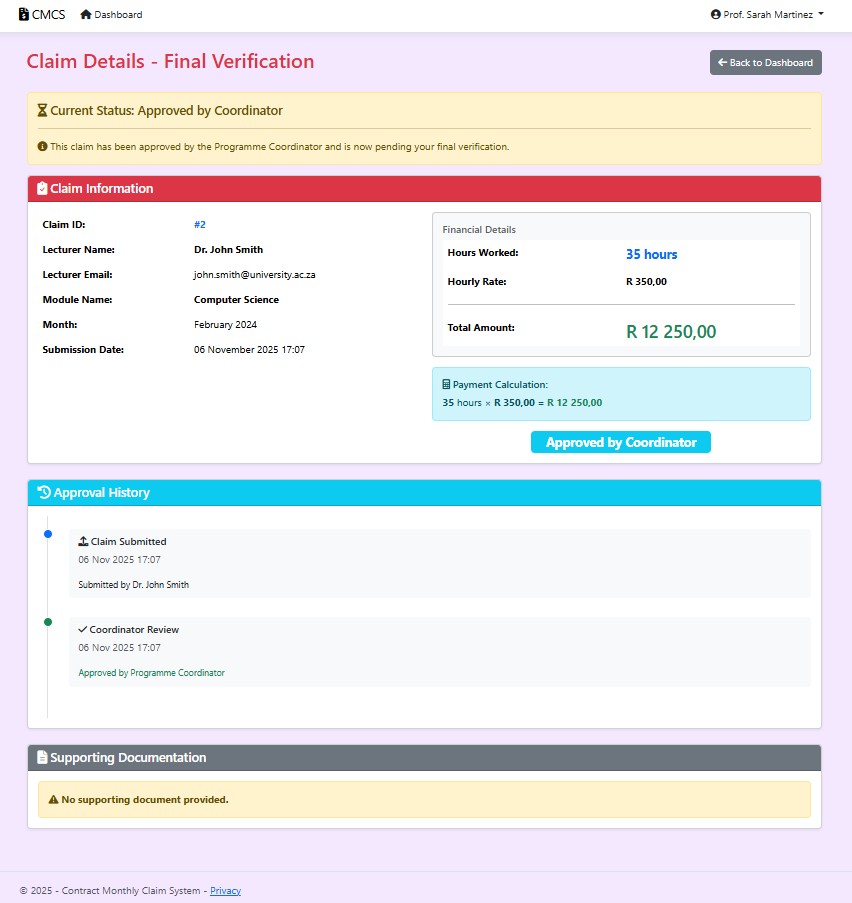 CMCS Dashboard Prof. Sarah Martinez
Claim Details - Final Verification
Back to Dashboard
Current Status: Approved by Coordinator
This claim has been approved by the Programme Coordinator and is now pending your final verification.
Claim Information
Claim ID: #2
Lecturer Name: Dr. John Smith
Lecturer Email: john.smith@university.ac.za
Module Name: Computer Science
Month: February 2024
Submission Date: 06 November 2025 17:07
Financial Details
Hours Worked: 35 hours
Hourly Rate: R 350,00
Total Amount: R 12 250,00
Payment Calculation:
35 hours × R 350,00 = R 12 250,00
Approved by Coordinator
Approval History
Claim Submitted
06 Nov 2025 17:07
Submitted by Dr. John Smith
Coordinator Review
06 Nov 2025 17:07
Approved by Programme Coordinator
Supporting Documentation
No supporting document provided.
© 2025 - Contract Monthly Claim System - Privacy